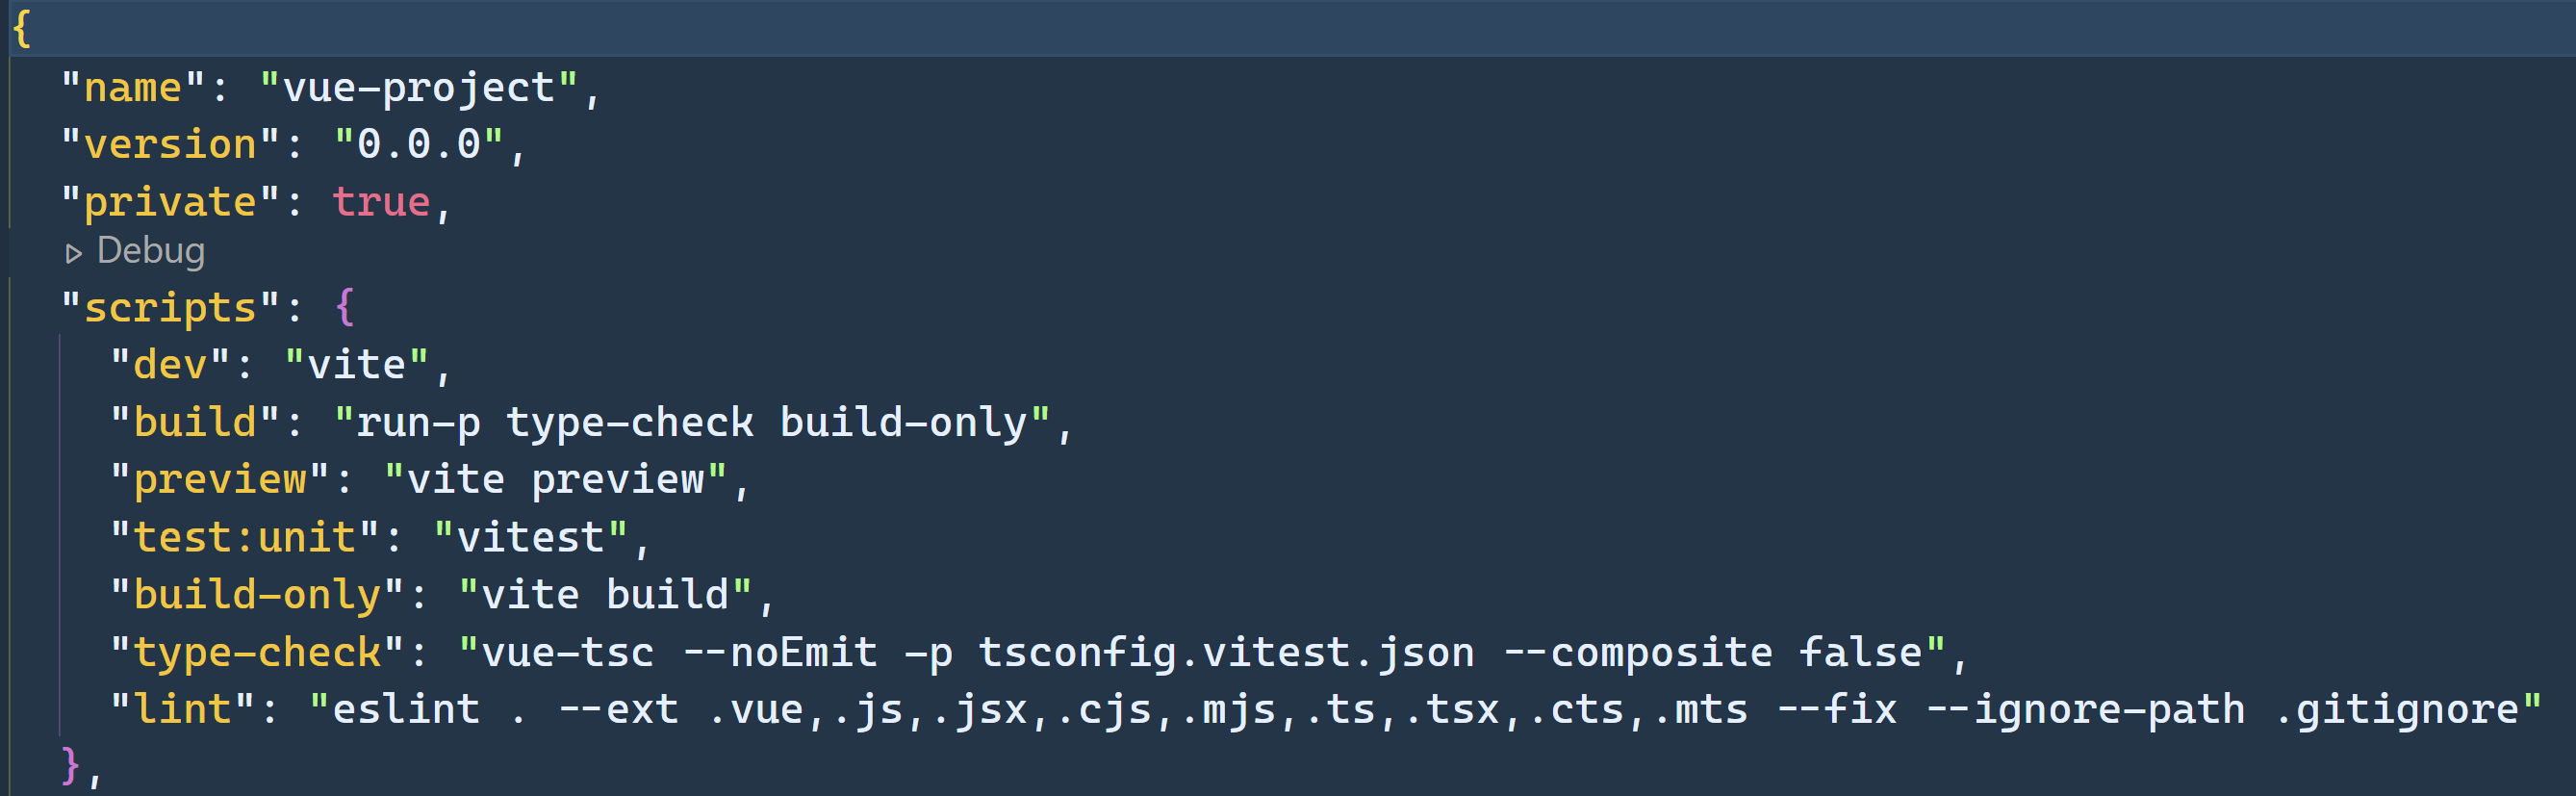 {
"name": "vue-project",
"version": "0.0.0",
"private": true,
Debug
"scripts": {
"dev": "vite",
"build": "run-p type-check build-only",
"preview": "vite preview",
"test:unit": "vitest",
"build-only": "vite build",
"type-check": "vue-tsc --noEmit -p tsconfig.vitest.json --composite false",
"lint": "eslint . --ext .vue,.js,.jsx,.cjs,.mjs,.ts,.tsx,.cts,.mts --fix --ignore-path .gitignore"
},